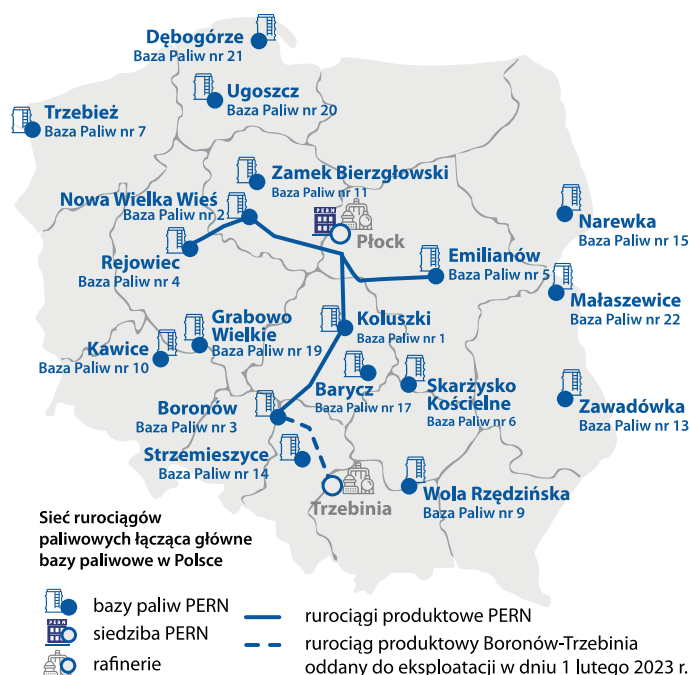 Dębogórze
Baza Paliw nr 21
Ugoszcz
Baza Paliw nr 20
Trzebież
Baza Paliw nr 7
Zamek Bierzgłowski
Baza Paliw nr 11
Nowa Wielka Wieś
Baza Paliw nr 2
PERN
Płock
Narewka
Baza Paliw nr 15
Rejowiec
Baza Paliw nr 4
Emilianów
Baza Paliw nr 5
Małaszewice
Baza Paliw nr 22
Grabowo
Wielkie
Baza Paliw nr 19
Koluszki
Baza Paliw nr 1
Kawice
Baza Paliw nr 10
Barycz
Baza Paliw nr 17
Skarżysko
Kościelne
Baza Paliw nr 6
Zawadówka
Baza Paliw nr 13
Boronów
Baza Paliw nr 3
Strzemieszyce
Baza Paliw nr 14
Trzebinia
Wola Rzędzińska
Baza Paliw nr 9
Sieć rurociągów
paliwowych łącząca główne
bazy paliwowe w Polsce
bazy paliw PERN
PERN
siedziba PERN
rafinerie
rurociągi produktowe PERN
rurociąg produktowy Boronów-Trzebinia
oddany do eksploatacji w dniu 1 lutego 2023 r.